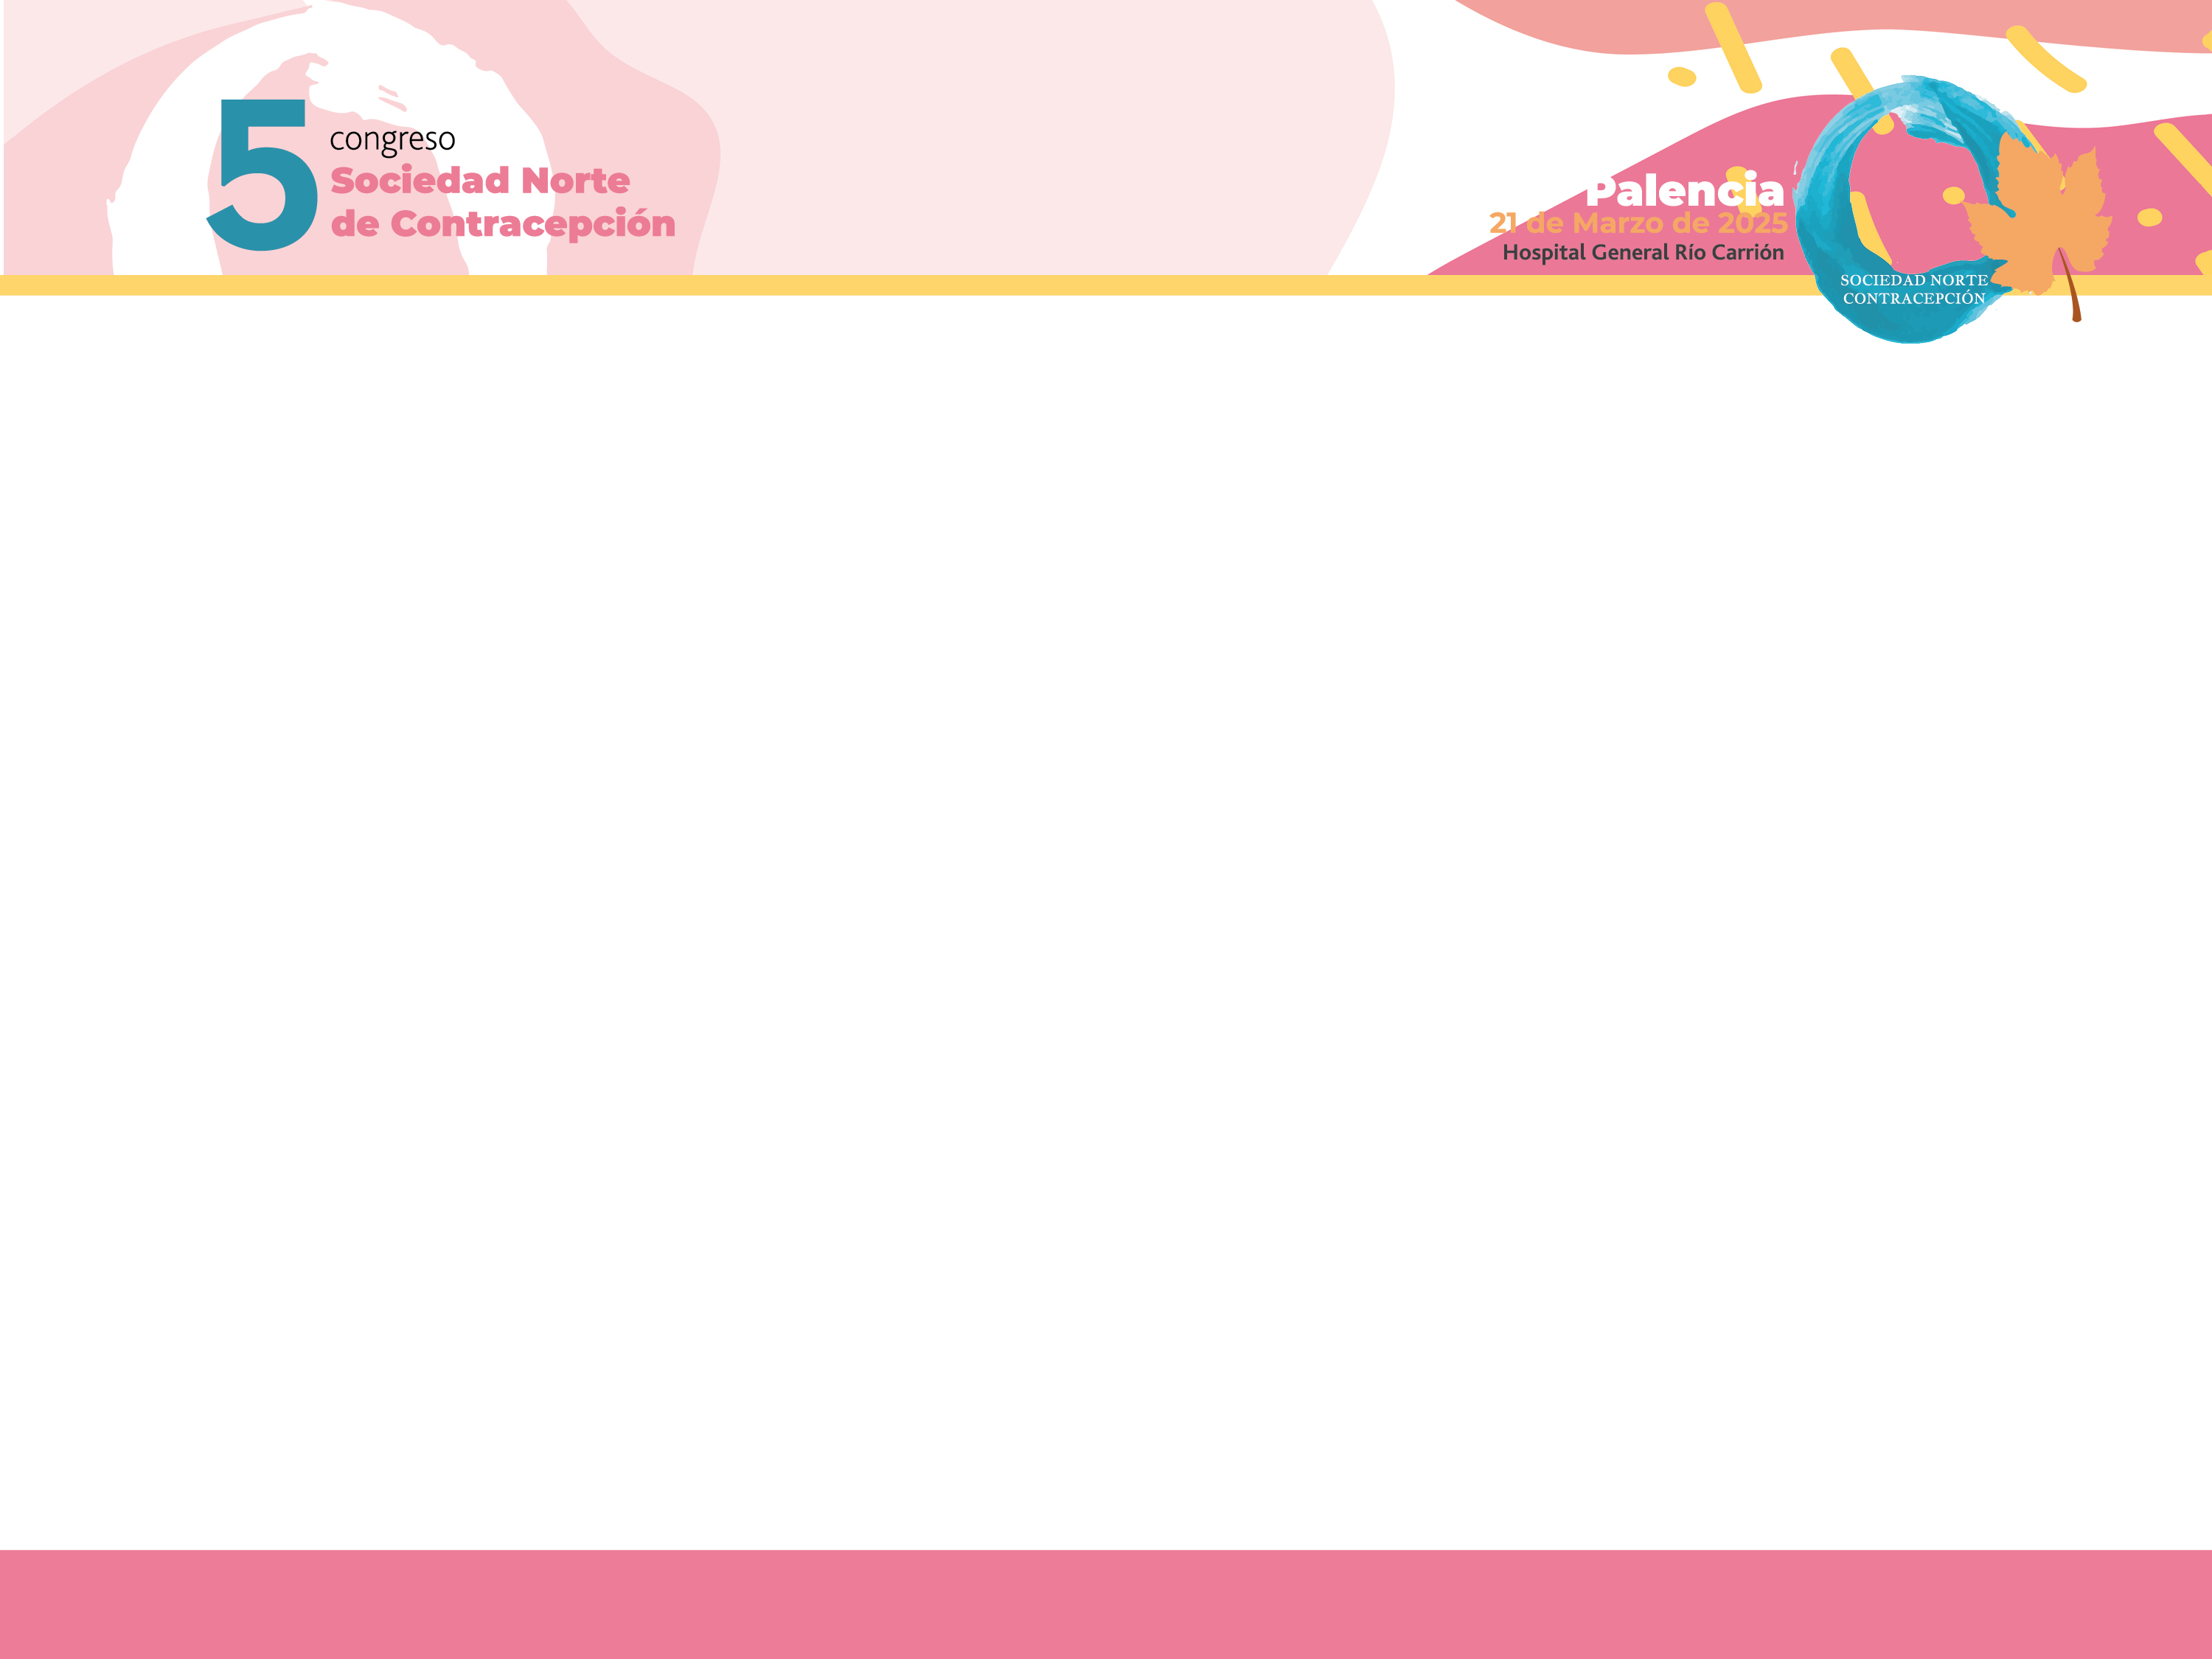 5
congreso
Sociedad Norte
de Contracepción
Palencia
21 de Marzo de 2025
Hospital General Río Carrión
SOCIEDAD NORTE
CONTRACEPCIÓN